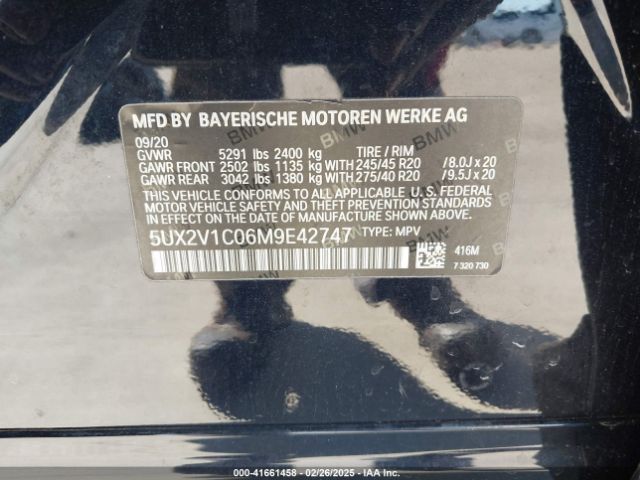 MFD BY BAYERISCHE MOTOREN WERKE AG
09/20
GVWR 5291 lbs 2400 kg TIRE / RIM
GAWR FRONT 2502 lbs 1135 kg WITH 245/45 R20 /8.0J x 20
GAWR REAR 3042 lbs 1380 kg WITH 275/40 R20 /9.5J x 20
THIS VEHICLE CONFORMS TO ALL APPLICABLE U.S. FEDERAL
MOTOR VEHICLE SAFETY, BUMPER, AND THEFT PREVENTION
STANDARDS IN EFFECT ON THE DATE OF MANUFACTURE SHOWN ABOVE.
5UX2V1C06M9E42747 TYPE: MPV
416M
7 320 730
000-41661458 - 02/26/2025 - IAAI.com